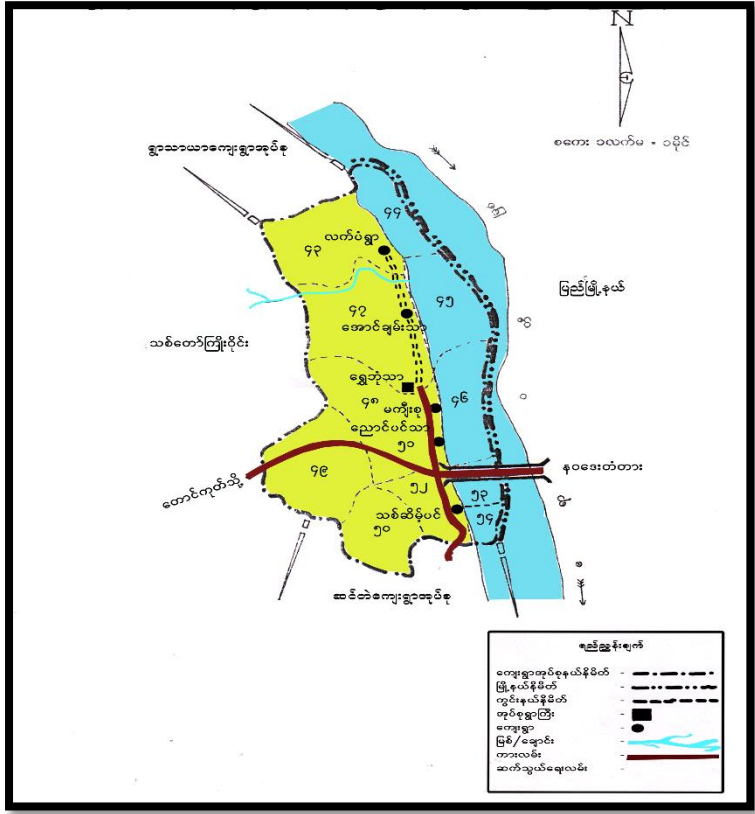 N
စကေး ၁လက်မ - ၁မိုင်
ရွာသာယာကျေးရွာအုပ်စု
၄၄
လက်ပံရွာ
၄၃
ပြည်မြို့နယ်
၄၅
၄၇
အောင်ချမ်းသာ
သစ်တော်ကြိုးဝိုင်း
ရွှေဘုံသာ
၄၆
၄၈
မကျီးစု
ညောင်ပင်သာ
၅၁
နဝဒေးတံတား
၄၉
တောင်ကုတ်သို့
၅၂
၅၃
သစ်ဆိမ့်ပင်
၅၄
၅၀
ဆင်တဲကျေးရွာအုပ်စု
ရည်ညွှန်းချက်
ကျေးရွာအုပ်စုနယ်နိမိတ် -
မြို့နယ်နိမိတ် -
ကွင်းနယ်နိမိတ် -
အုပ်စုရွာကြီး -
ကျေးရွာ -
မြစ်/ချောင်း -
ကားလမ်း -
ဆက်သွယ်ရေးလမ်း -